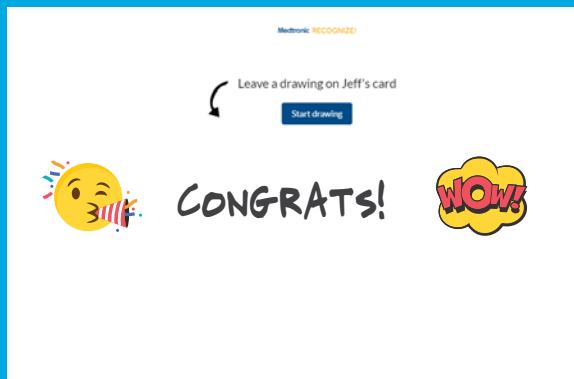 Medtronic RECOGNIZE!
Leave a drawing on Jeff's card
Start drawing
CONGRATS!
WOW!